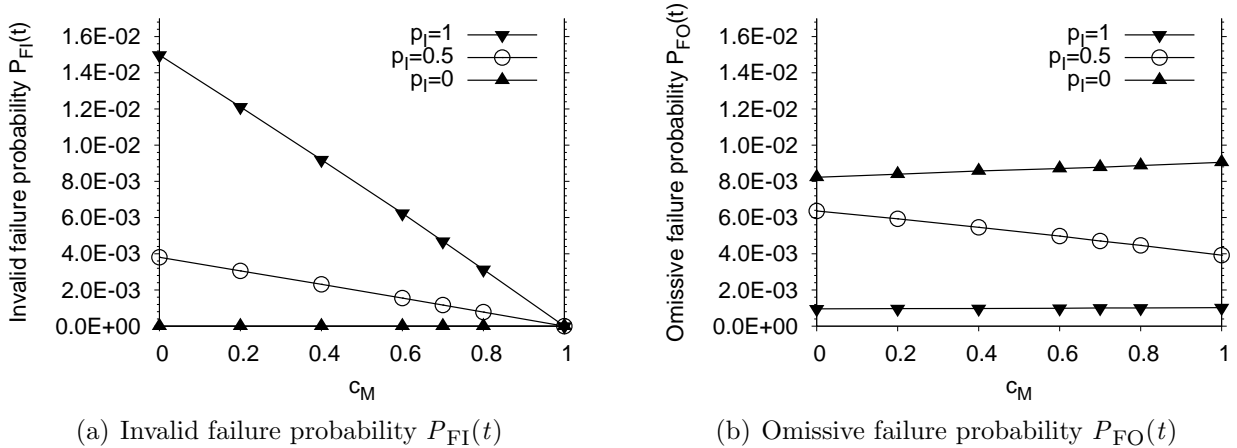 Invalid failure probability P_FI(t)
1.6E-02
1.4E-02
1.2E-02
1.0E-02
8.0E-03
6.0E-03
4.0E-03
2.0E-03
0.0E+00
p_I=1
p_I=0.5
p_I=0
0 0.2 0.4 0.6 0.8 1
c_M
(a) Invalid failure probability P_FI(t)
Omissive failure probability P_FO(t)
1.6E-02
1.4E-02
1.2E-02
1.0E-02
8.0E-03
6.0E-03
4.0E-03
2.0E-03
0.0E+00
p_I=1
p_I=0.5
p_I=0
0 0.2 0.4 0.6 0.8 1
c_M
(b) Omissive failure probability P_FO(t)